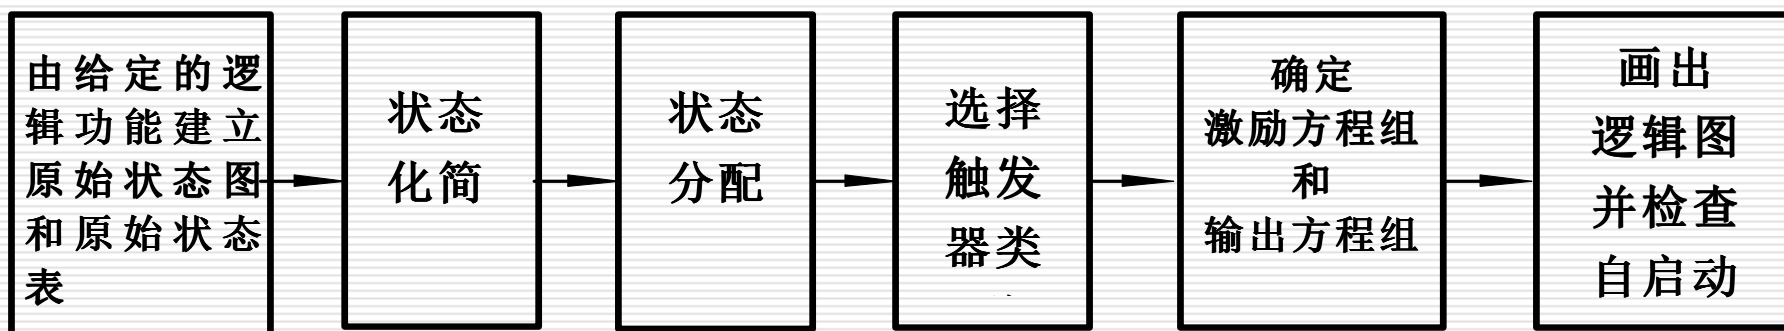 由给定的逻
辑功能建立
原始状态图
和原始状态
表
状态
化简
状态
分配
选择
触发
器类
确定
激励方程组
和
输出方程组
画出
逻辑图
并检查
自启动